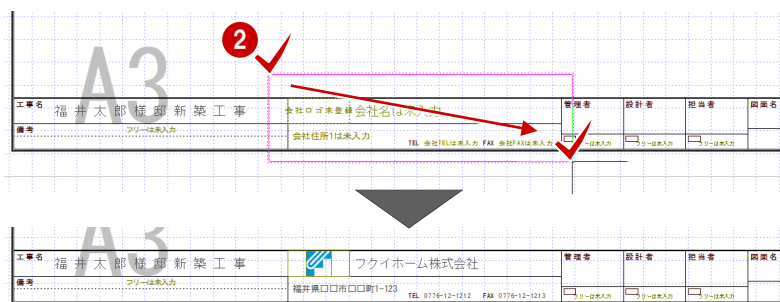 2
A3
工事名 福井太郎様邸新築工事 会社ロゴ未登録 会社名は未入力 管理者 設計者 担当者 図面名
備考 フリーは未入力 会社住所1は未入力
TEL 会社TELは未入力 FAX 会社FAXは未入力 フリーは未入力 フリーは未入力 フリーは未入力
A3
工事名 福井太郎様邸新築工事 フクイホーム株式会社 管理者 設計者 担当者 図面名
備考 フリーは未入力 福井県口口市口口町1-123
TEL 0776-12-1212 FAX 0776-12-1213 フリーは未入力 フリーは未入力 フリーは未入力